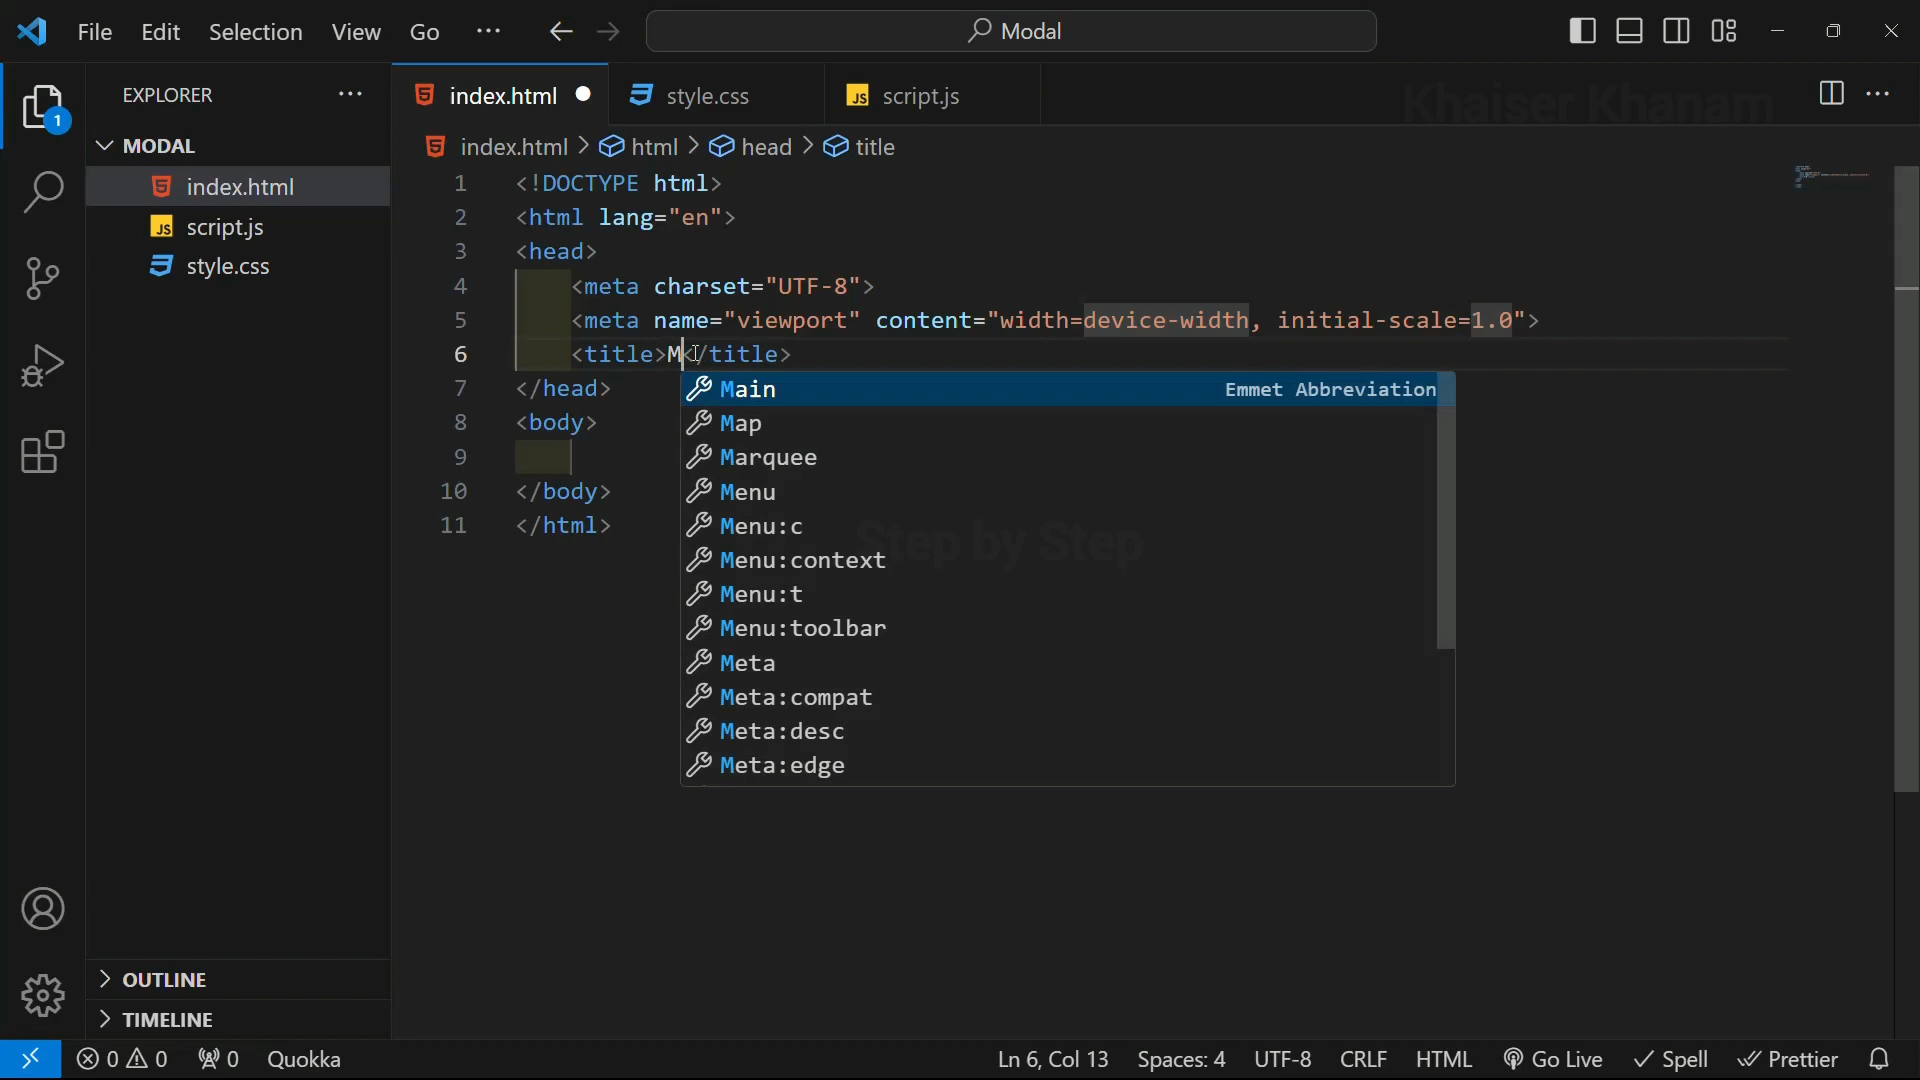 File Edit Selection View Go ··· Modal
EXPLORER ···
1
MODAL
index.html
script.js
style.css
OUTLINE
TIMELINE
index.html style.css script.js
Khaiser Khanam
index.html > html > head > title
1 <!DOCTYPE html>
2 <html lang="en">
3 <head>
4 <meta charset="UTF-8">
5 <meta name="viewport" content="width=device-width, initial-scale=1.0">
6 <title>M</title>
7 </head>
8 <body>
9
10 </body>
11 </html>
Main Emmet Abbreviation
Map
Marquee
Menu
Menu:c
Menu:context
Menu:t
Menu:toolbar
Meta
Meta:compat
Meta:desc
Meta:edge
Step by Step
0 0 0 Quokka Ln 6, Col 13 Spaces: 4 UTF-8 CRLF HTML Go Live Spell Prettier